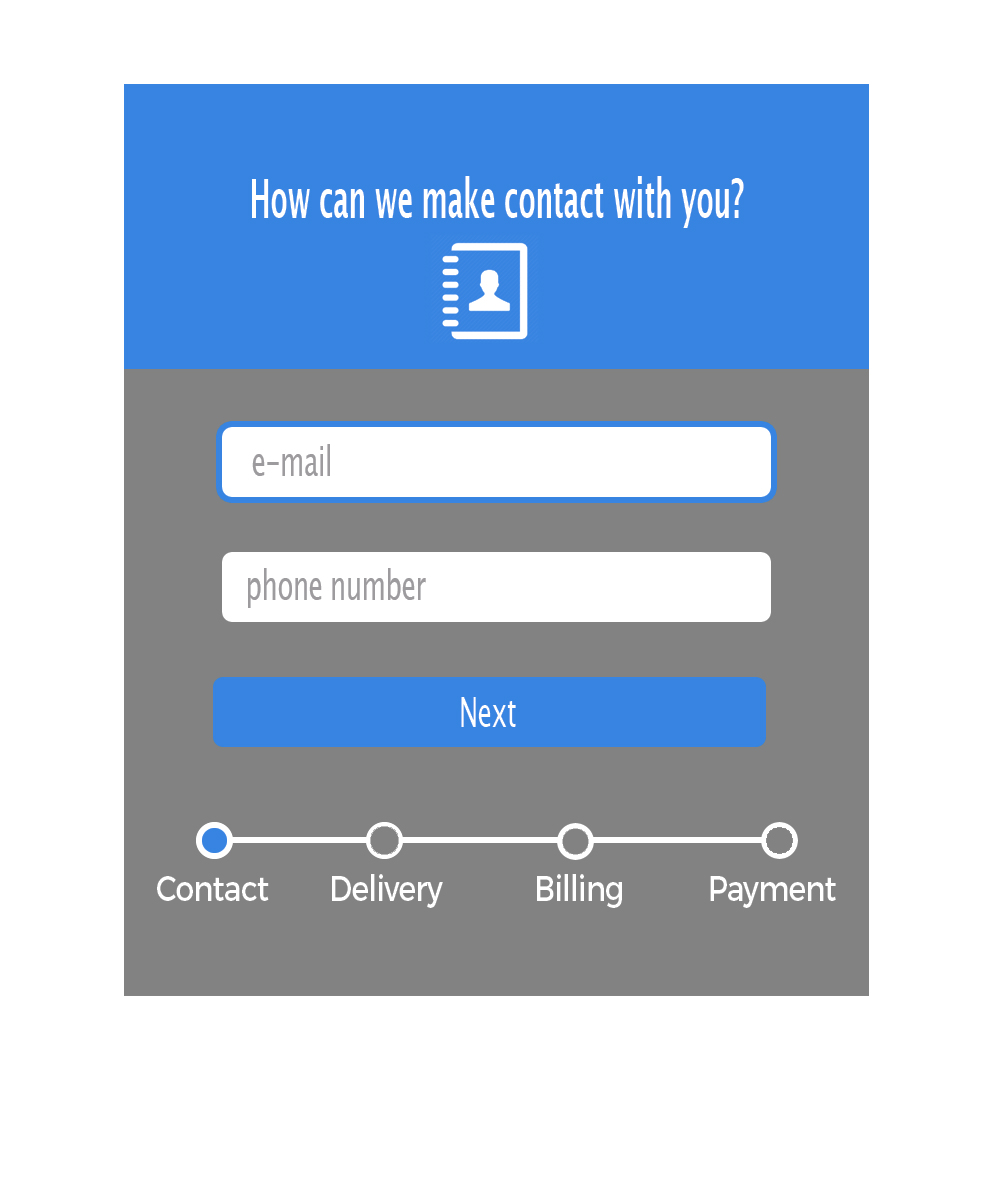 How can we make contact with you?
e-mail
phone number
Next
Contact Delivery Billing Payment